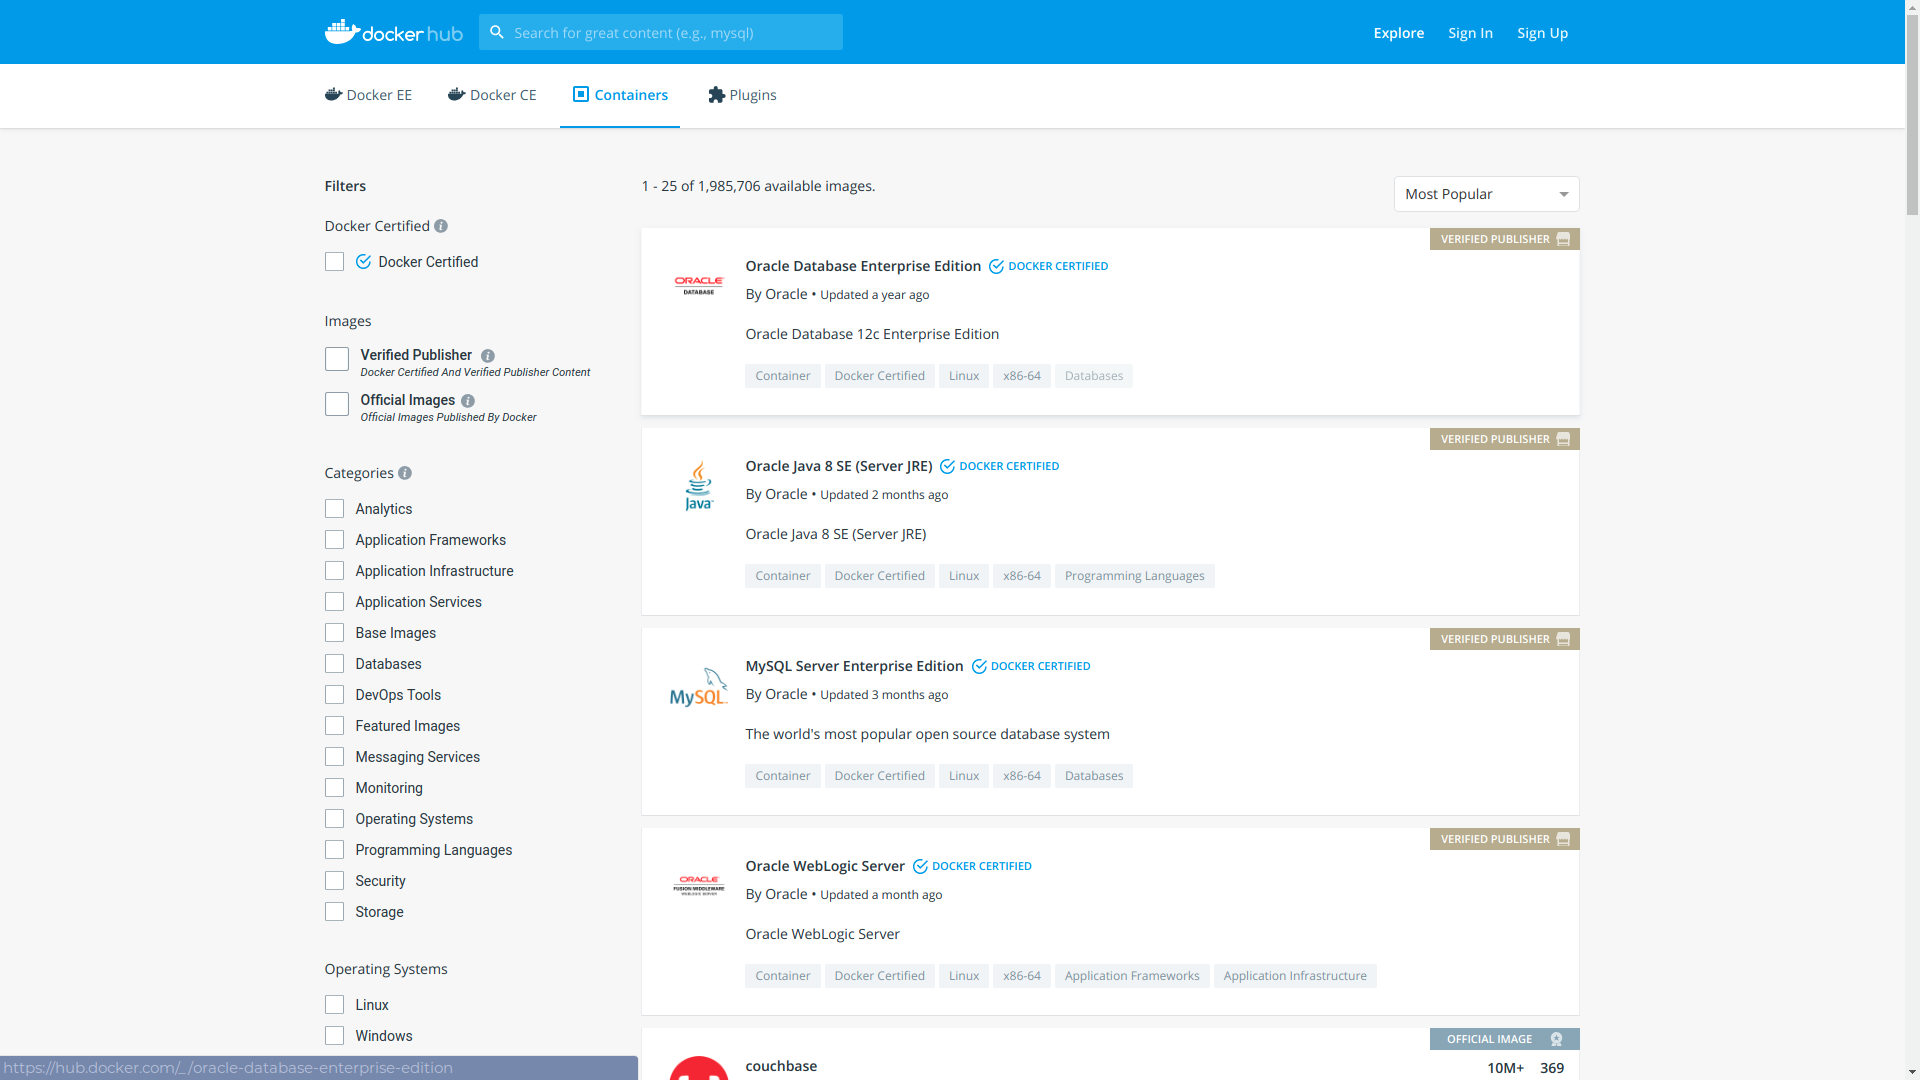 docker hub
Search for great content (e.g., mysql)
Explore
Sign In
Sign Up
Docker EE
Docker CE
Containers
Plugins
Filters
Docker Certified
Docker Certified
Images
Verified Publisher
Docker Certified And Verified Publisher Content
Official Images
Official Images Published By Docker
Categories
Analytics
Application Frameworks
Application Infrastructure
Application Services
Base Images
Databases
DevOps Tools
Featured Images
Messaging Services
Monitoring
Operating Systems
Programming Languages
Security
Storage
Operating Systems
Linux
Windows
1 - 25 of 1,985,706 available images.
Most Popular
VERIFIED PUBLISHER
ORACLE
DATABASE
Oracle Database Enterprise Edition DOCKER CERTIFIED
By Oracle • Updated a year ago
Oracle Database 12c Enterprise Edition
Container Docker Certified Linux x86-64 Databases
VERIFIED PUBLISHER
Java
Oracle Java 8 SE (Server JRE) DOCKER CERTIFIED
By Oracle • Updated 2 months ago
Oracle Java 8 SE (Server JRE)
Container Docker Certified Linux x86-64 Programming Languages
VERIFIED PUBLISHER
MySQL
MySQL Server Enterprise Edition DOCKER CERTIFIED
By Oracle • Updated 3 months ago
The world's most popular open source database system
Container Docker Certified Linux x86-64 Databases
VERIFIED PUBLISHER
ORACLE
FUSION MIDDLEWARE
WEBLOGIC SERVER
Oracle WebLogic Server DOCKER CERTIFIED
By Oracle • Updated a month ago
Oracle WebLogic Server
Container Docker Certified Linux x86-64 Application Frameworks Application Infrastructure
OFFICIAL IMAGE
couchbase
10M+ 369
https://hub.docker.com/_/oracle-database-enterprise-edition